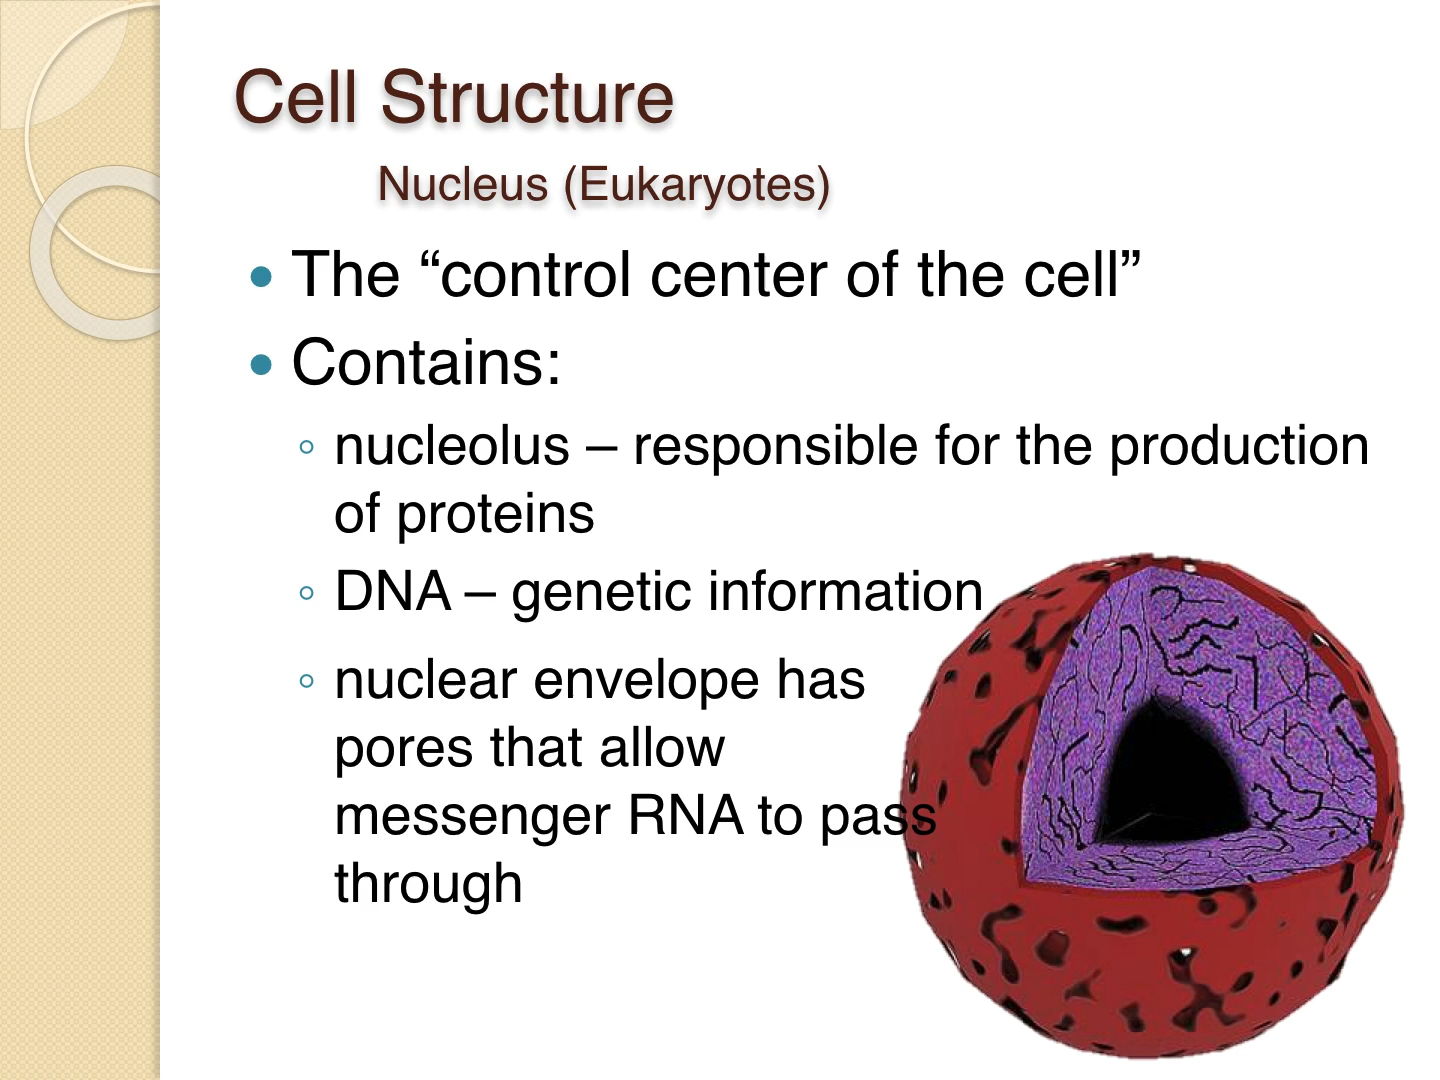 Cell Structure
Nucleus (Eukaryotes)
• The “control center of the cell”
• Contains:
◦ nucleolus – responsible for the production
of proteins
◦ DNA – genetic information
◦ nuclear envelope has
pores that allow
messenger RNA to pass
through